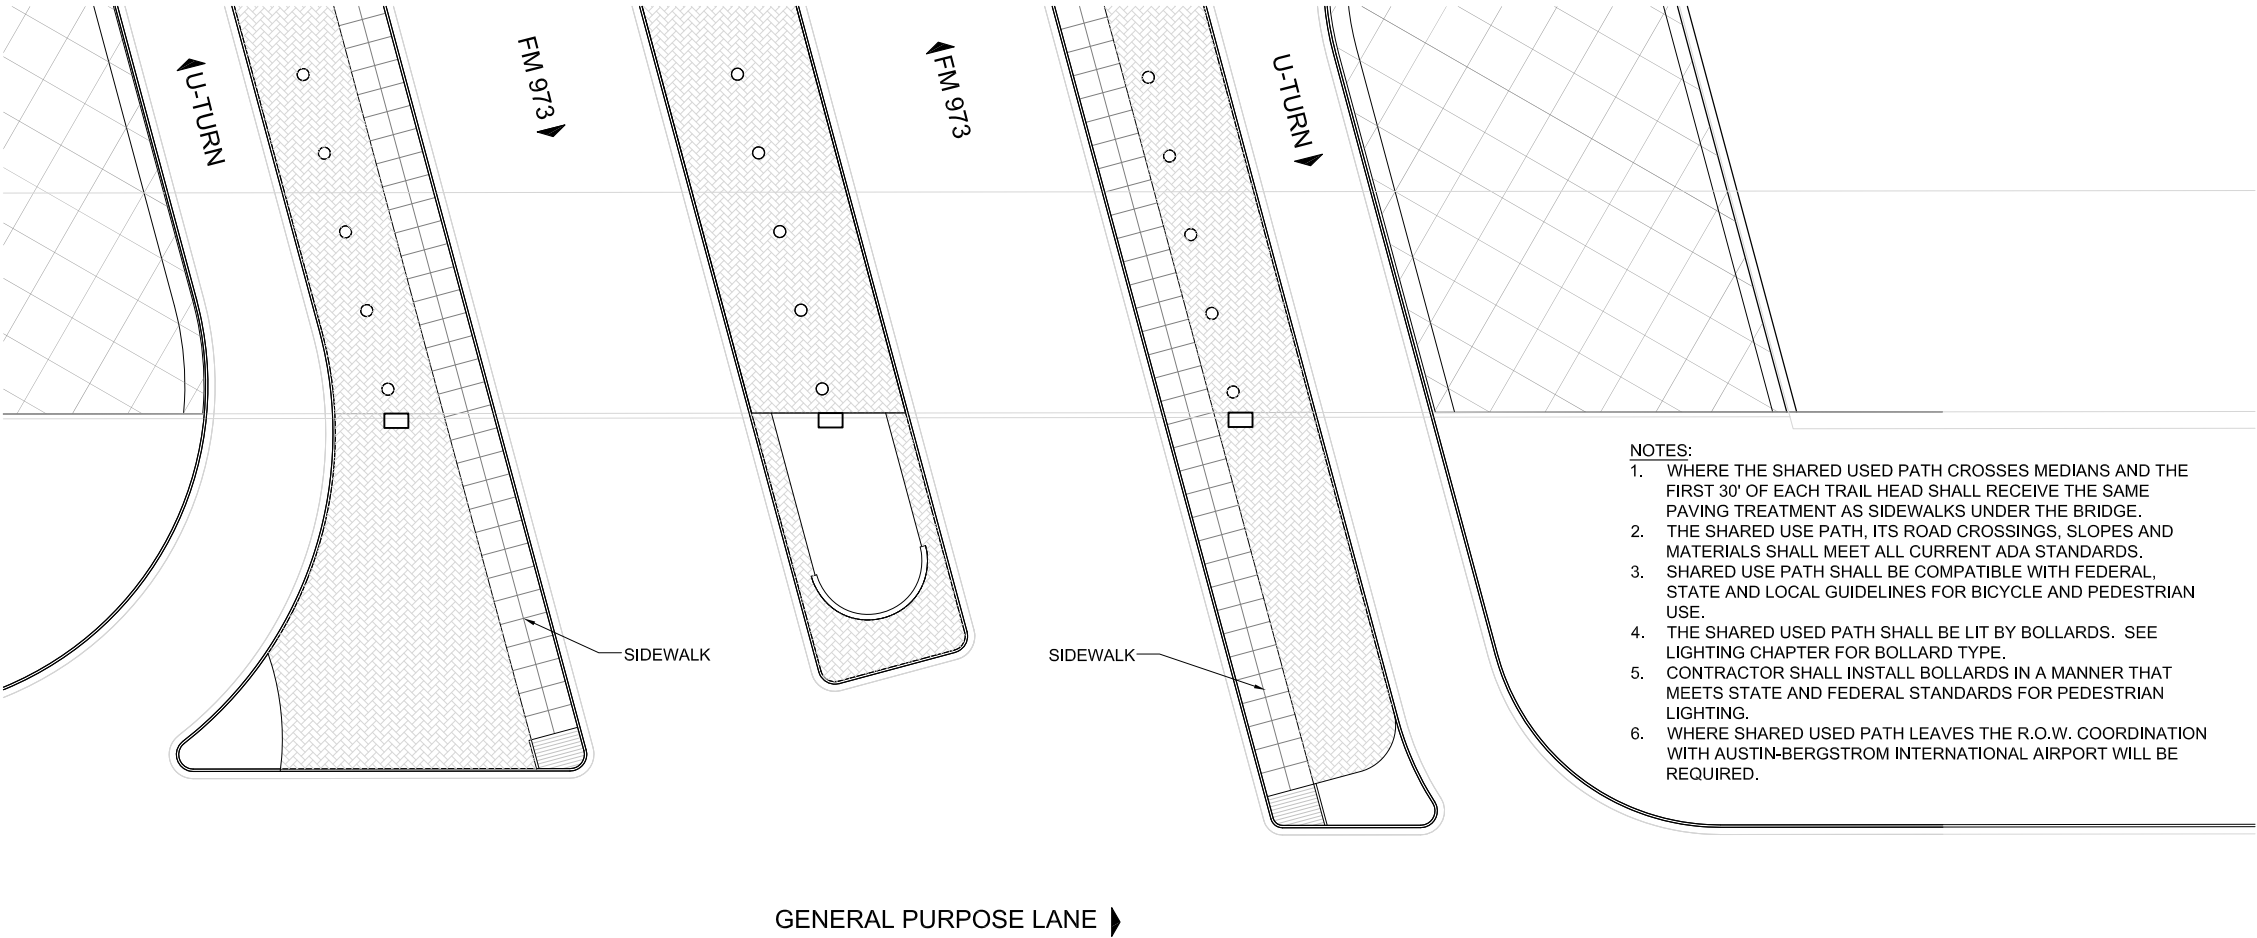 U-TURN
FM 973
FM 973
U-TURN
NOTES:
1. WHERE THE SHARED USED PATH CROSSES MEDIANS AND THE
FIRST 30' OF EACH TRAIL HEAD SHALL RECEIVE THE SAME
PAVING TREATMENT AS SIDEWALKS UNDER THE BRIDGE.
2. THE SHARED USE PATH, ITS ROAD CROSSINGS, SLOPES AND
MATERIALS SHALL MEET ALL CURRENT ADA STANDARDS.
3. SHARED USE PATH SHALL BE COMPATIBLE WITH FEDERAL,
STATE AND LOCAL GUIDELINES FOR BICYCLE AND PEDESTRIAN
USE.
4. THE SHARED USED PATH SHALL BE LIT BY BOLLARDS. SEE
LIGHTING CHAPTER FOR BOLLARD TYPE.
5. CONTRACTOR SHALL INSTALL BOLLARDS IN A MANNER THAT
MEETS STATE AND FEDERAL STANDARDS FOR PEDESTRIAN
LIGHTING.
6. WHERE SHARED USED PATH LEAVES THE R.O.W. COORDINATION
WITH AUSTIN-BERGSTROM INTERNATIONAL AIRPORT WILL BE
REQUIRED.
SIDEWALK
SIDEWALK
GENERAL PURPOSE LANE